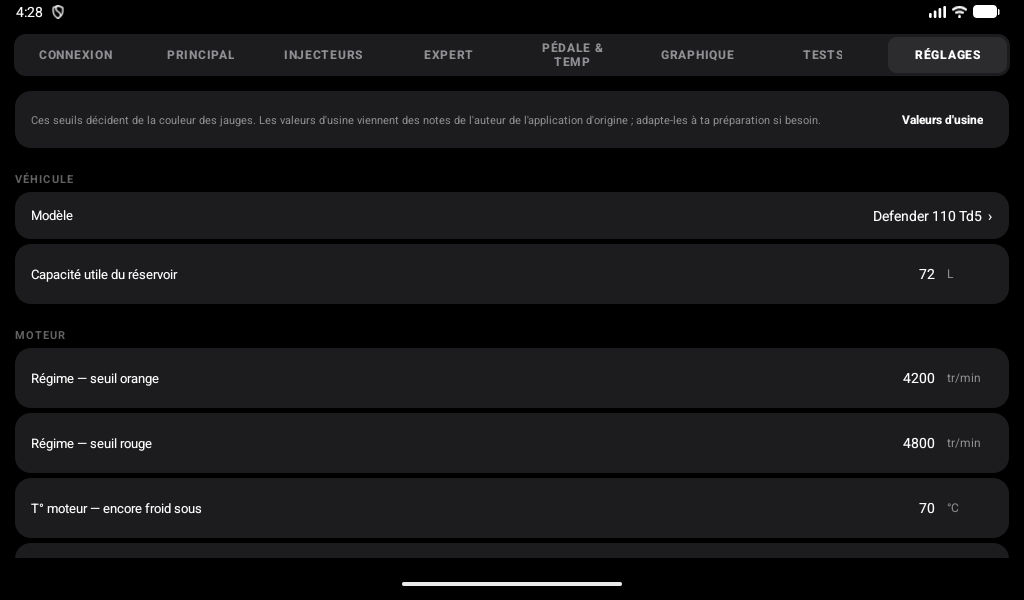 4:28
CONNEXION
PRINCIPAL
INJECTEURS
EXPERT
PÉDALE &
TEMP
GRAPHIQUE
TESTS
RÉGLAGES
Ces seuils décident de la couleur des jauges. Les valeurs d'usine viennent des notes de l'auteur de l'application d'origine ; adapte-les à ta préparation si besoin.
Valeurs d'usine
VÉHICULE
Modèle
Defender 110 Td5 ›
Capacité utile du réservoir
72 L
MOTEUR
Régime — seuil orange
4200 tr/min
Régime — seuil rouge
4800 tr/min
T° moteur — encore froid sous
70 °C